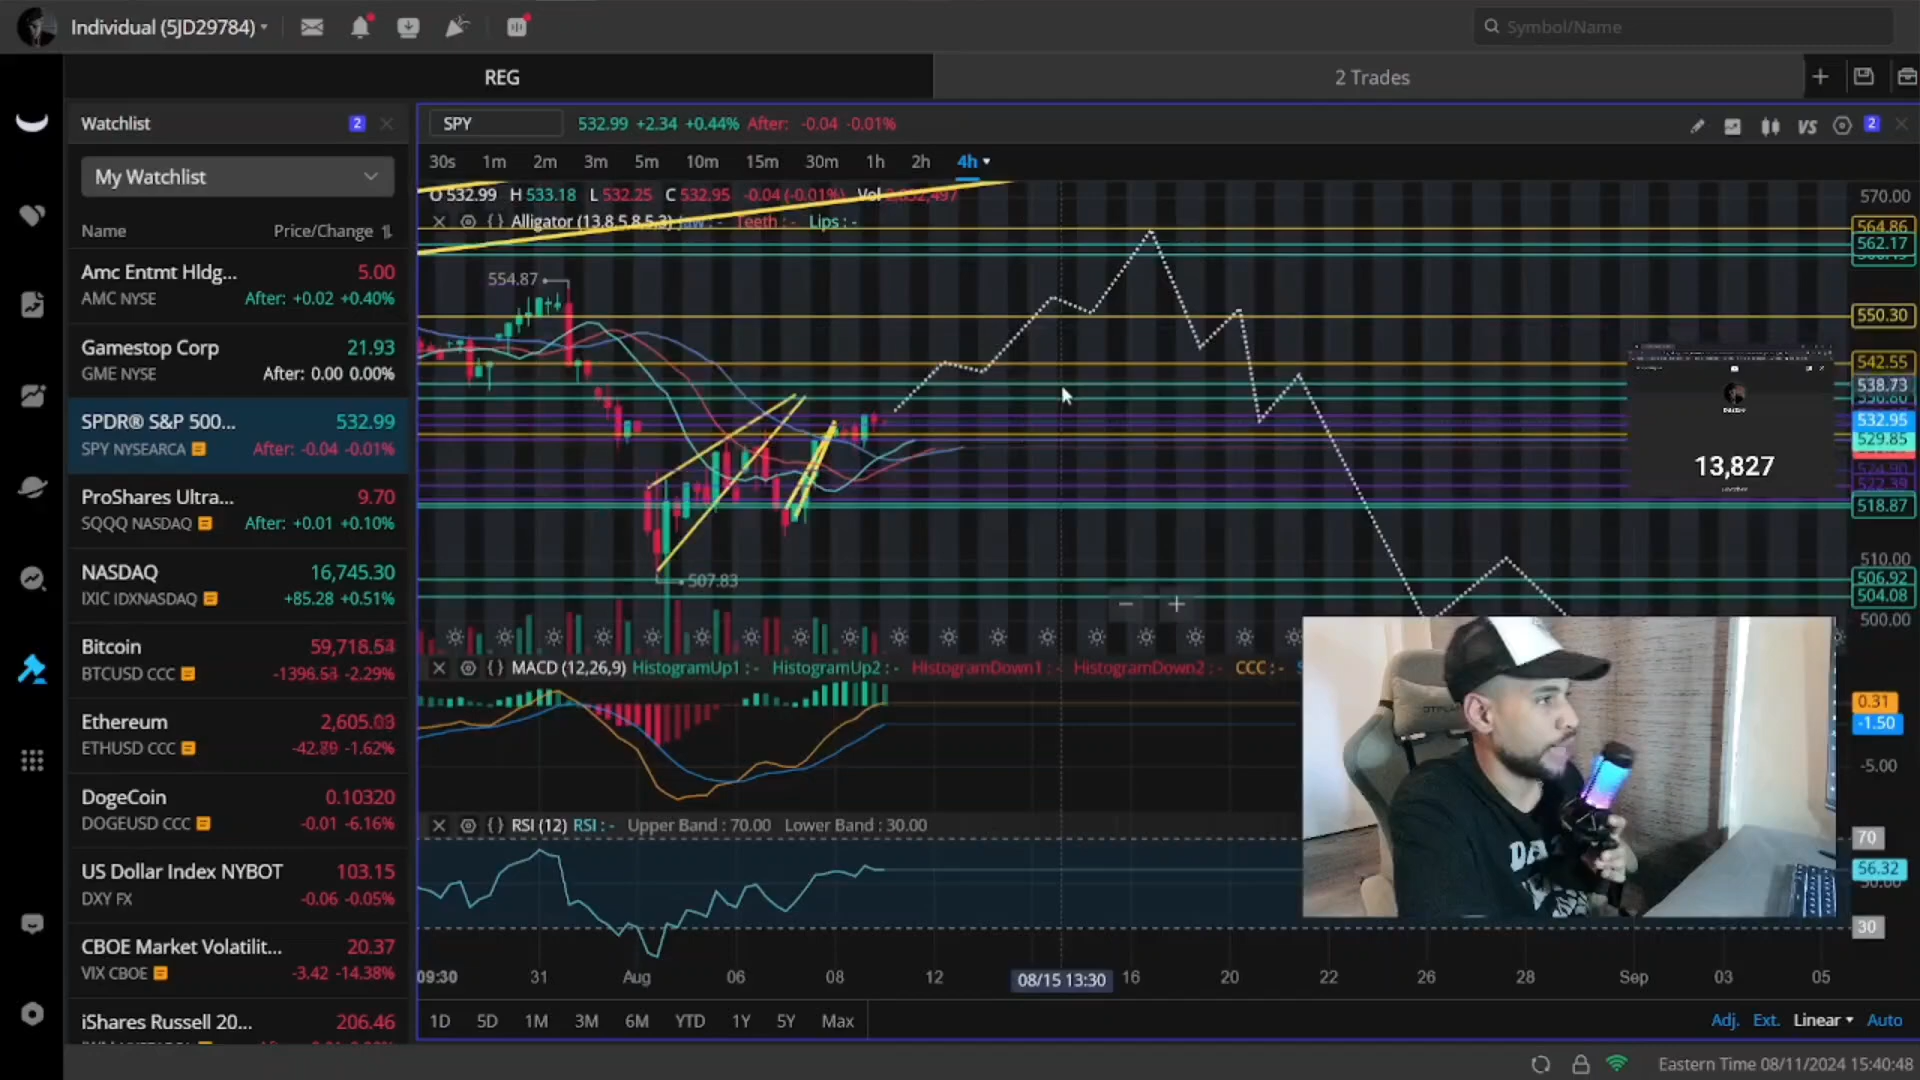 Individual (5JD29784)
Symbol/Name
REG
2 Trades
Watchlist
2
My Watchlist
Name
Price/Change
Amc Entmt Hldg...
5.00
AMC NYSE
After: +0.02 +0.40%
Gamestop Corp
21.93
GME NYSE
After: 0.00 0.00%
SPDR® S&P 500...
532.99
SPY NYSEARCA
After: -0.04 -0.01%
ProShares Ultra...
9.70
SQQQ NASDAQ
After: +0.01 +0.10%
NASDAQ
16,745.30
IXIC IDXNASDAQ
+85.28 +0.51%
Bitcoin
59,718.54
BTCUSD CCC
-1396.54 -2.29%
Ethereum
2,605.03
ETHUSD CCC
-42.89 -1.62%
DogeCoin
0.10320
DOGEUSD CCC
-0.01 -6.16%
US Dollar Index NYBOT
103.15
DXY FX
-0.06 -0.05%
CBOE Market Volatilit...
20.37
VIX CBOE
-3.42 -14.38%
iShares Russell 20...
206.46
SPY
532.99 +2.34 +0.44% After: -0.04 -0.01%
VS
2
30s 1m 2m 3m 5m 10m 15m 30m 1h 2h 4h
O 532.99 H 533.18 L 532.25 C 532.95 -0.04 (-0.01%) Vol
Alligator (13,8,5,8,5,3) Jaw : - Teeth : - Lips : -
554.87
507.83
570.00
564.86
562.17
550.30
542.55
538.73
532.95
529.85
522.39
518.87
510.00
506.92
504.08
500.00
13,827
MACD (12,26,9) HistogramUp1 : - HistogramUp2 : - HistogramDown1 : - HistogramDown2 : - CCC : -
0.31
-1.50
-5.00
RSI (12) RSI : - Upper Band : 70.00 Lower Band : 30.00
70
56.32
30
09:30 31 Aug 06 08 12 08/15 13:30 16 20 22 26 28 Sep 03 05
1D 5D 1M 3M 6M YTD 1Y 5Y Max
Adj. Ext. Linear Auto
Eastern Time 08/11/2024 15:40:48